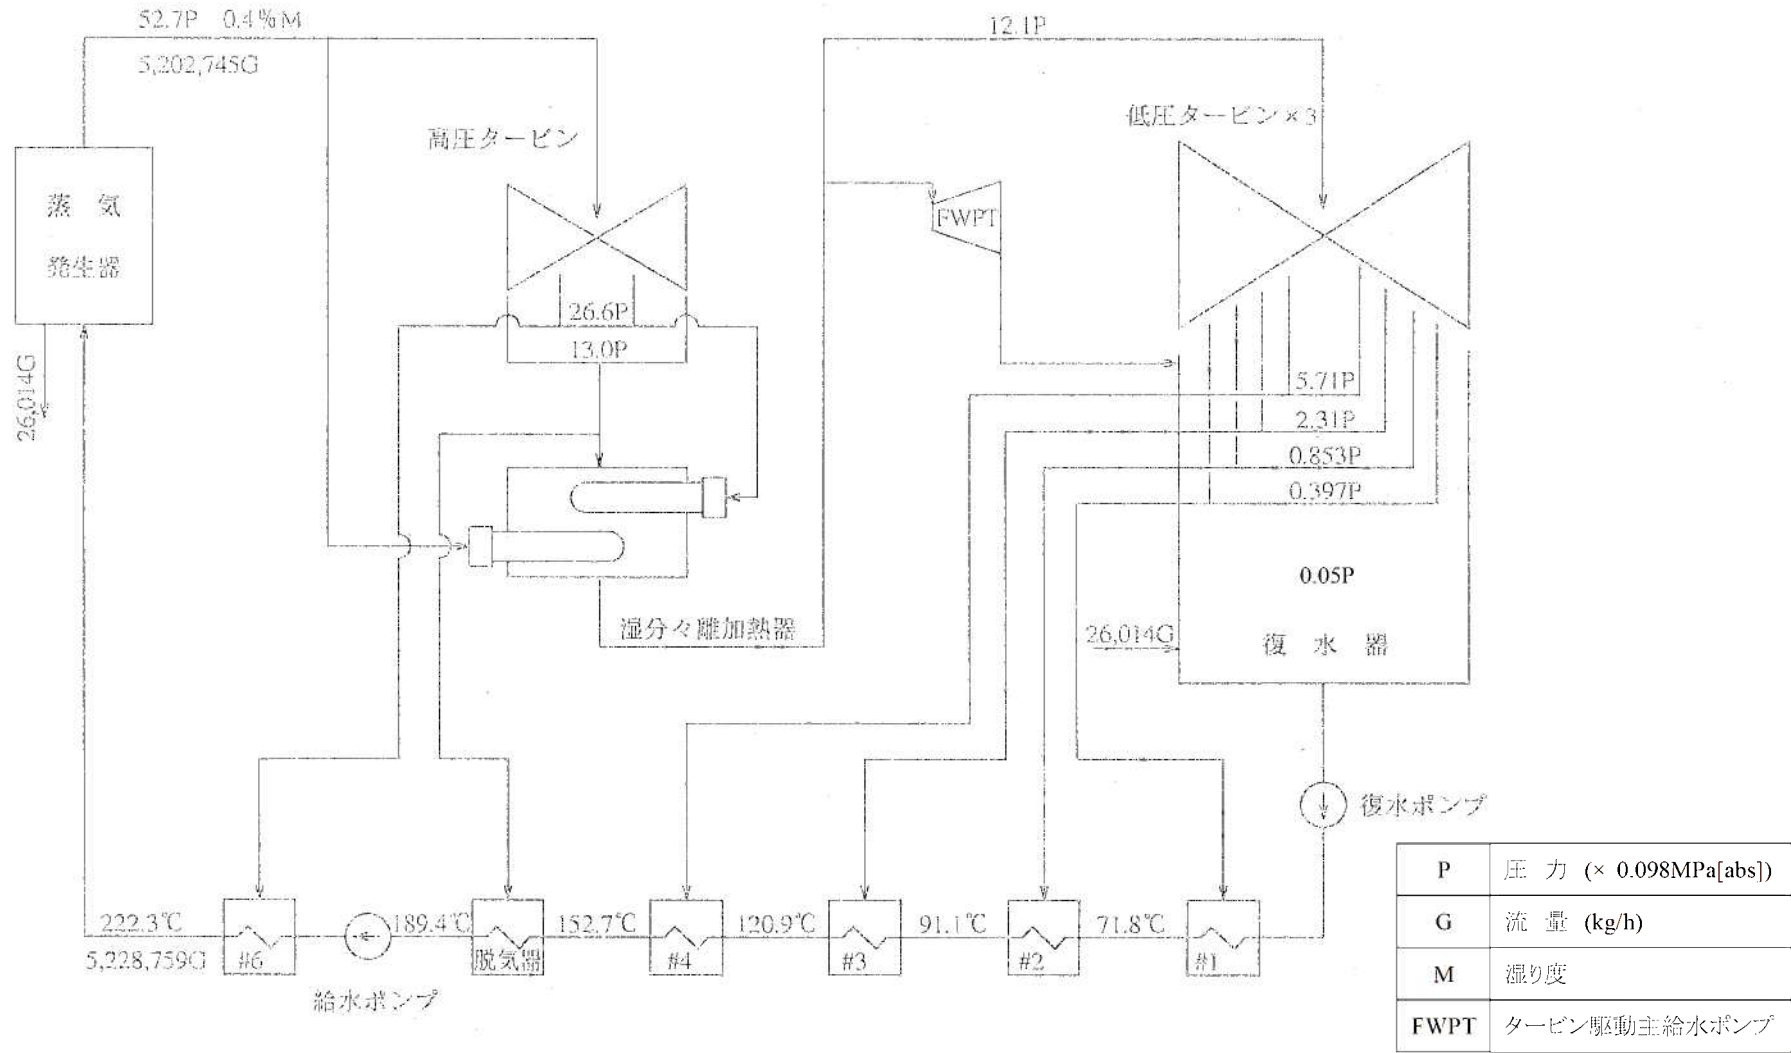 52.7P 0.4%M
5,202,745G
12.1P
高圧タービン
低圧タービン×3
蒸気
発生器
FWPT
26.6P
13.0P
26,014G
5.71P
2.31P
0.853P
0.397P
0.05P
湿分々離加熱器
26,014G
復水器
復水ポンプ
222.3℃
189.4℃
152.7℃
120.9℃
91.1℃
71.8℃
5,228,759G
#6
脱気器
#4
#3
#2
#1
給水ポンプ
P 圧力 (× 0.098MPa[abs])
G 流量 (kg/h)
M 湿り度
FWPT タービン駆動主給水ポンプ